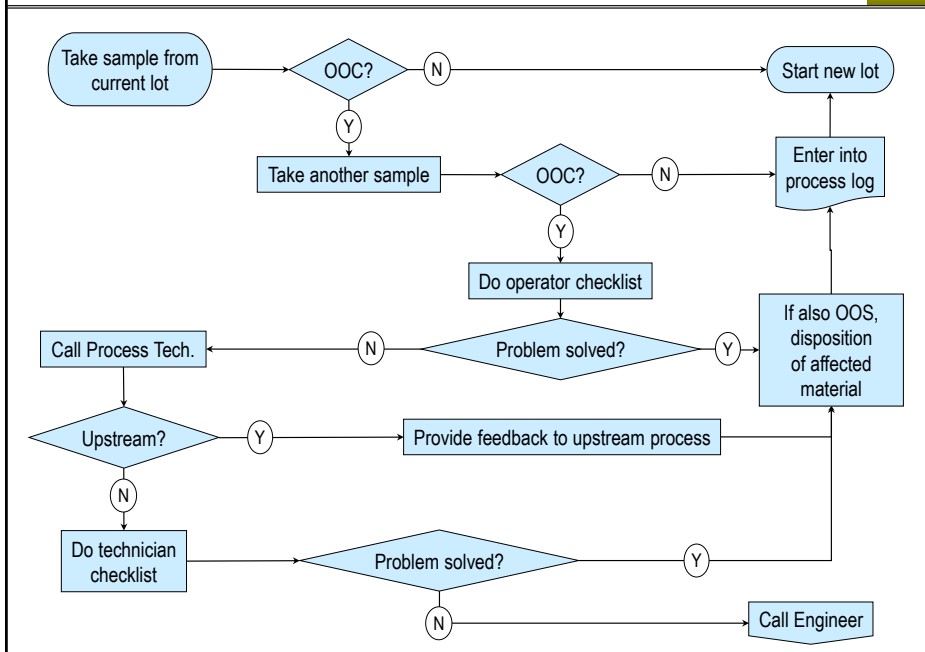 Take sample from
current lot
OOC?
N
Start new lot
Y
Take another sample
OOC?
N
Enter into
process log
Y
Do operator checklist
If also OOS,
disposition
of affected
material
Call Process Tech.
N
Problem solved?
Y
Upstream?
Y
Provide feedback to upstream process
N
Do technician
checklist
Problem solved?
Y
N
Call Engineer